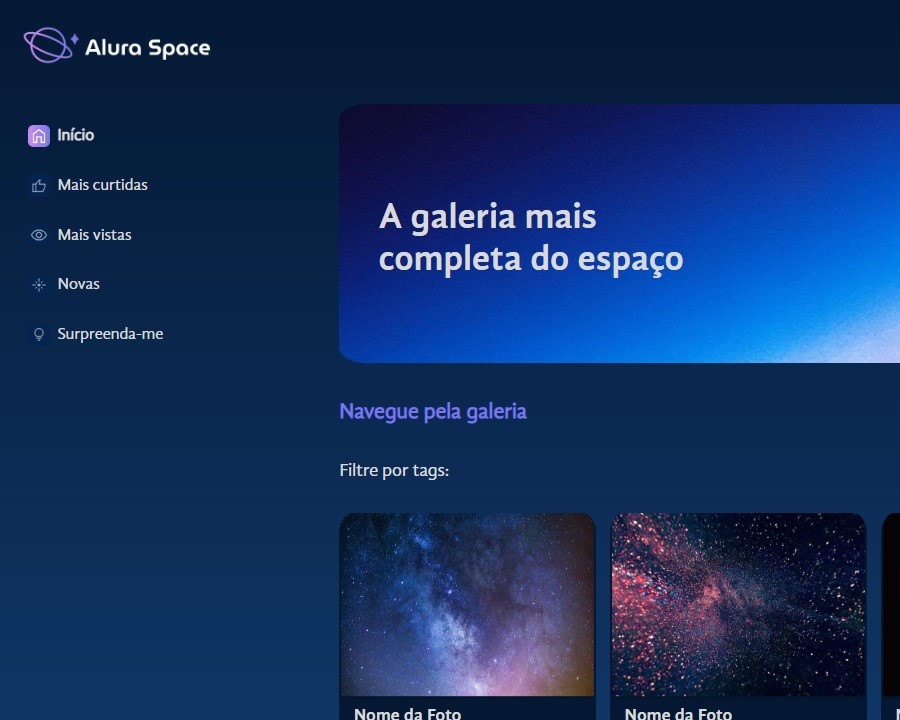 Alura Space
Início
Mais curtidas
Mais vistas
Novas
Surpreenda-me
A galeria mais
completa do espaço
Navegue pela galeria
Filtre por tags:
Nome da Foto
Nome da Foto